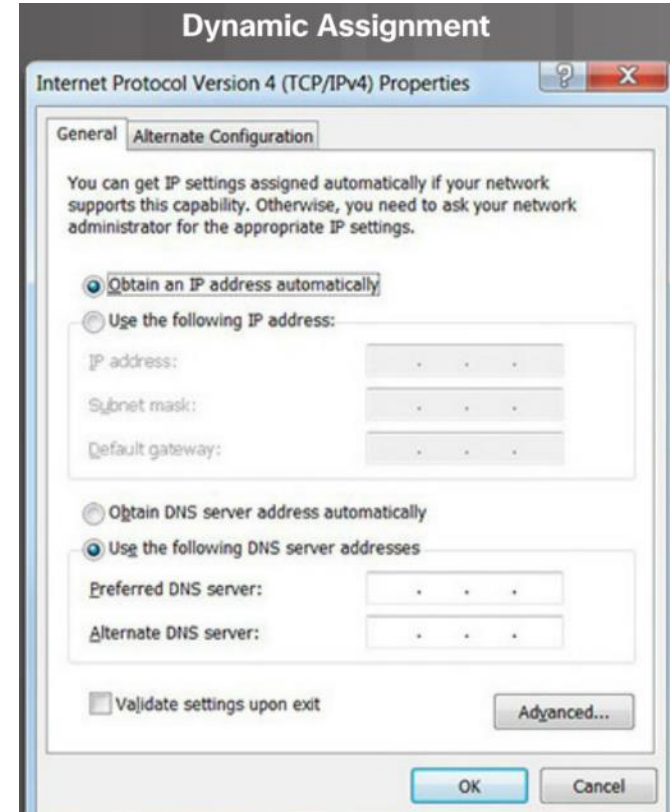 Dynamic Assignment
Internet Protocol Version 4 (TCP/IPv4) Properties
General
Alternate Configuration
You can get IP settings assigned automatically if your network
supports this capability. Otherwise, you need to ask your network
administrator for the appropriate IP settings.
Obtain an IP address automatically
Use the following IP address:
IP address:
Subnet mask:
Default gateway:
Obtain DNS server address automatically
Use the following DNS server addresses
Preferred DNS server:
Alternate DNS server:
Validate settings upon exit
Advanced...
OK
Cancel